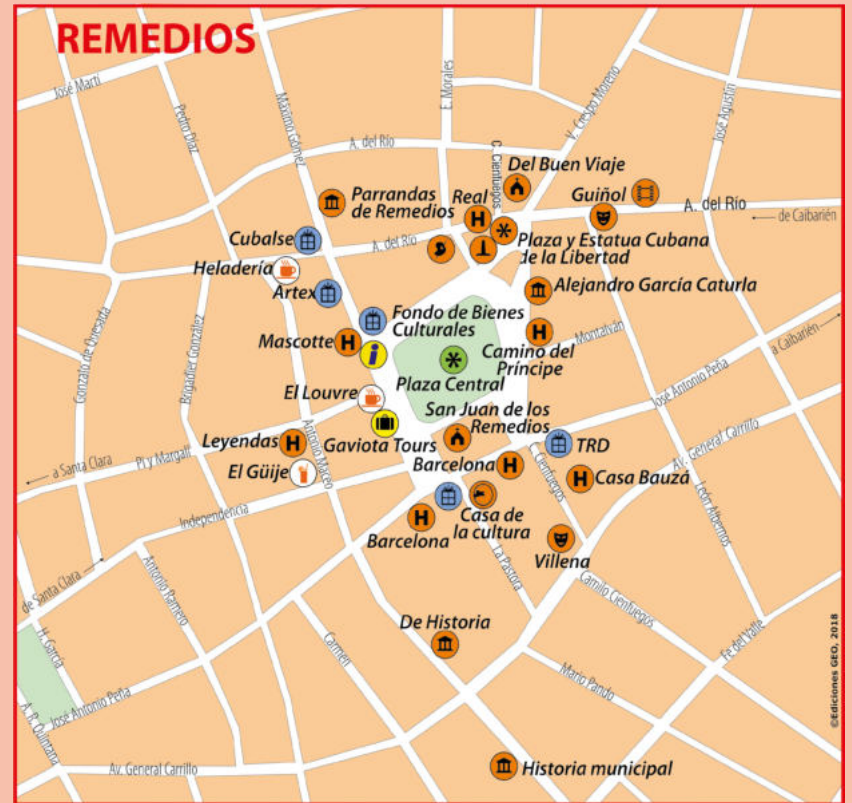 REMEDIOS
José Martí
Pedro Díaz
Máximo Gómez
E. Morales
V. Crespo Moreno
José Agustín
A. del Río
C. Cienfuegos
Del Buen Viaje
Guiñol
A. del Río
de Caibarién
Parrandas
de Remedios
Real
Plaza y Estatua Cubana
de la Libertad
Cubalse
A. del Río
Heladería
Artex
Alejandro García Caturla
Fondo de Bienes
Culturales
Mascotte
i
Camino del
Príncipe
Montalván
a Caibarién
Gonzalo de Quesada
Brigadier González
Plaza Central
José Antonio Peña
El Louvre
San Juan de los
Remedios
Gaviota Tours
TRD
Av. General Carrillo
Leyendas
Antonio Maceo
Barcelona
C. Cienfuegos
Casa Bauzá
a Santa Clara
Pi y Margall
El Güije
León Albernos
Independencia
Casa de
la cultura
Barcelona
Villena
La Pastora
de Santa Clara
Antonio Ramero
Camilo Cienfuegos
H. García
De Historia
Carmen
Fe del Valle
Mario Pando
José Antonio Peña
A. R. Quintana
Av. General Carrillo
Historia municipal
©Ediciones GEO, 2018
H
H
H
H
H
H
H